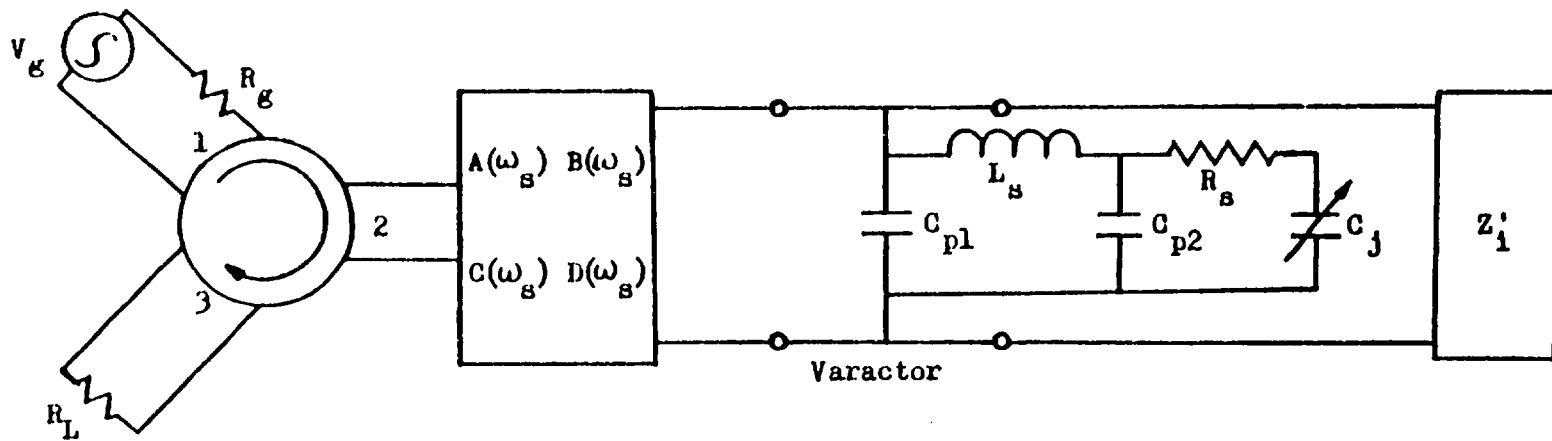 V_g
R_g
1
2
3
R_L
A(ω_s) B(ω_s)
C(ω_s) D(ω_s)
C_p1
L_s
C_p2
R_s
C_j
Z'_i
Varactor